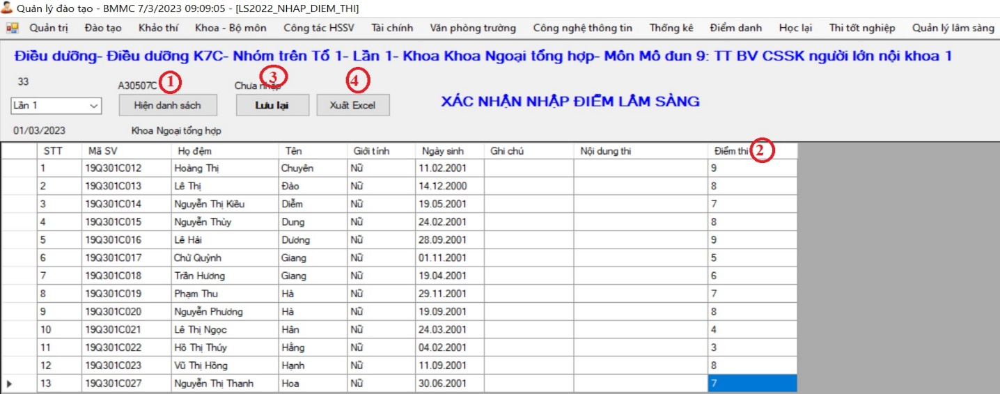 Quản lý đào tạo - BMMC 7/3/2023 09:09:05 - [LS2022_NHAP_DIEM_THI]
Quản trị Đào tạo Khảo thí Khoa - Bộ môn Công tác HSSV Tài chính Văn phòng trường Công nghệ thông tin Thống kê Điểm danh Học lại Thi tốt nghiệp Quản lý lâm sàng
Điều dưỡng- Điều dưỡng K7C- Nhóm trên Tổ 1- Lần 1- Khoa Khoa Ngoại tổng hợp- Môn Mô đun 9: TT BV CSSK người lớn nội khoa 1
33 A30507C 1 Chưa nhập 3 4
Lần 1 Hiện danh sách Lưu lại Xuất Excel XÁC NHẬN NHẬP ĐIỂM LÂM SÀNG
01/03/2023 Khoa Ngoại tổng hợp
STT Mã SV Họ đệm Tên Giới tính Ngày sinh Ghi chú Nội dung thi Điểm thi 2
1 19Q301C012 Hoàng Thị Chuyên Nữ 11.02.2001 9
2 19Q301C013 Lê Thị Đào Nữ 14.12.2000 8
3 19Q301C014 Nguyễn Thị Kiều Diễm Nữ 19.05.2001 7
4 19Q301C015 Nguyễn Thùy Dung Nữ 24.02.2001 8
5 19Q301C016 Lê Hải Dương Nữ 28.09.2001 9
6 19Q301C017 Chử Quỳnh Giang Nữ 01.11.2001 5
7 19Q301C018 Trần Hương Giang Nữ 19.04.2001 6
8 19Q301C019 Phạm Thu Hà Nữ 29.11.2001 7
9 19Q301C020 Nguyễn Phương Hà Nữ 19.09.2001 8
10 19Q301C021 Lê Thị Ngọc Hân Nữ 24.03.2001 4
11 19Q301C022 Hồ Thị Thúy Hằng Nữ 04.02.2001 3
12 19Q301C023 Vũ Thị Hồng Hạnh Nữ 11.09.2001 8
13 19Q301C027 Nguyễn Thị Thanh Hoa Nữ 30.06.2001 7